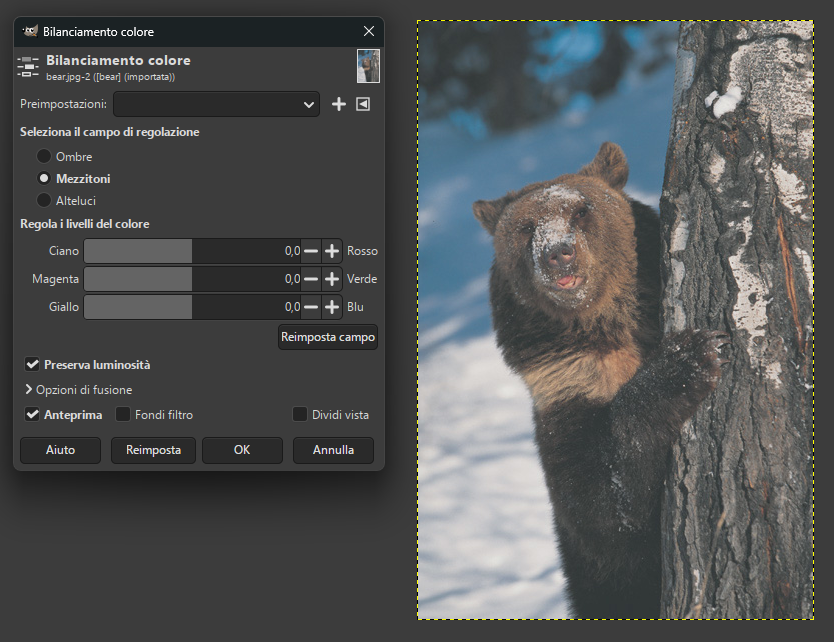 Bilanciamento colore
Bilanciamento colore
bear.jpg-2 ([bear] (importata))
Preimpostazioni:
Seleziona il campo di regolazione
Ombre
Mezzitoni
Alteluci
Regola i livelli del colore
Ciano 0,0 Rosso
Magenta 0,0 Verde
Giallo 0,0 Blu
Reimposta campo
Preserva luminosità
Opzioni di fusione
Anteprima Fondi filtro Dividi vista
Aiuto Reimposta OK Annulla